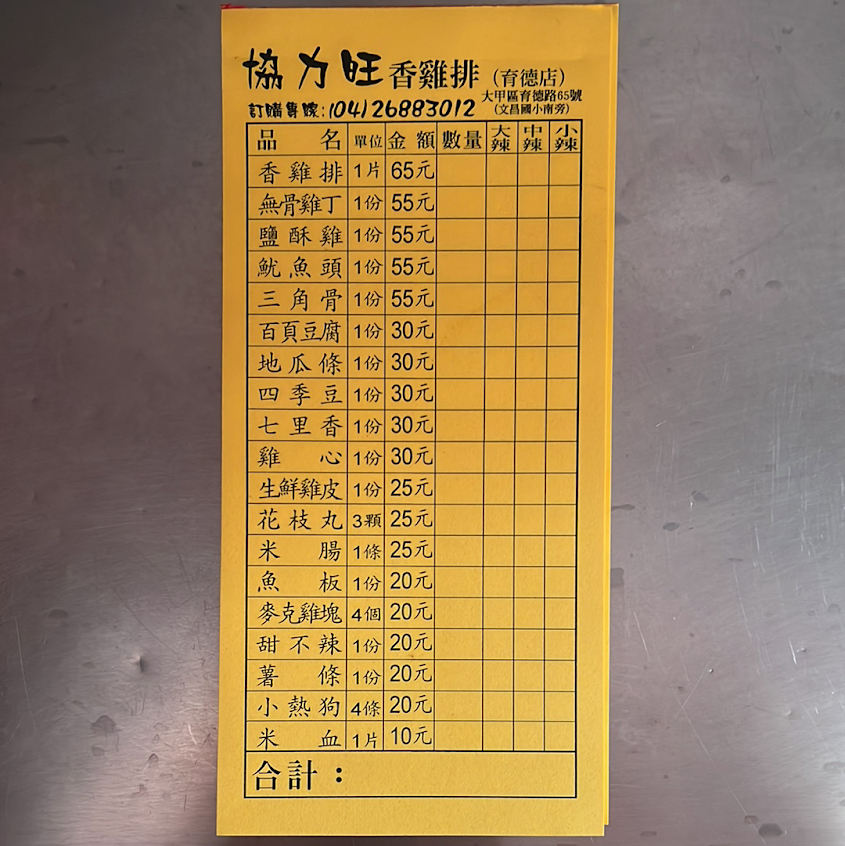 協力旺香雞排(育德店)
大甲區育德路65號
訂購專線:(04)26883012 (文昌國小南旁)
品名 單位 金額 數量 大辣 中辣 小辣
香雞排 1片 65元
無骨雞丁 1份 55元
鹽酥雞 1份 55元
魷魚頭 1份 55元
三角骨 1份 55元
百頁豆腐 1份 30元
地瓜條 1份 30元
四季豆 1份 30元
七里香 1份 30元
雞心 1份 30元
生鮮雞皮 1份 25元
花枝丸 3顆 25元
米腸 1條 25元
魚板 1份 20元
麥克雞塊 4個 20元
甜不辣 1份 20元
薯條 1份 20元
小熱狗 4條 20元
米血 1片 10元
合計：